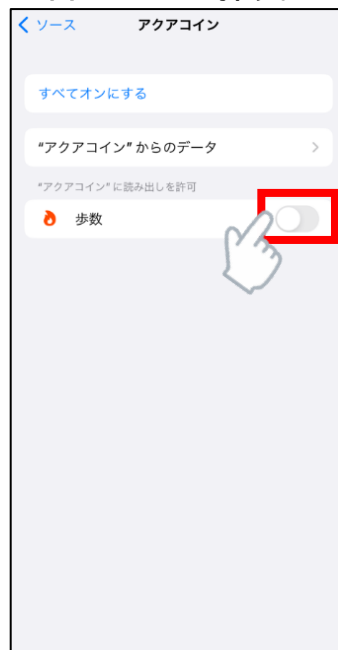 ソース
アクアコイン
すべてオンにする
“アクアコイン” からのデータ
“アクアコイン” に読み出しを許可
歩数